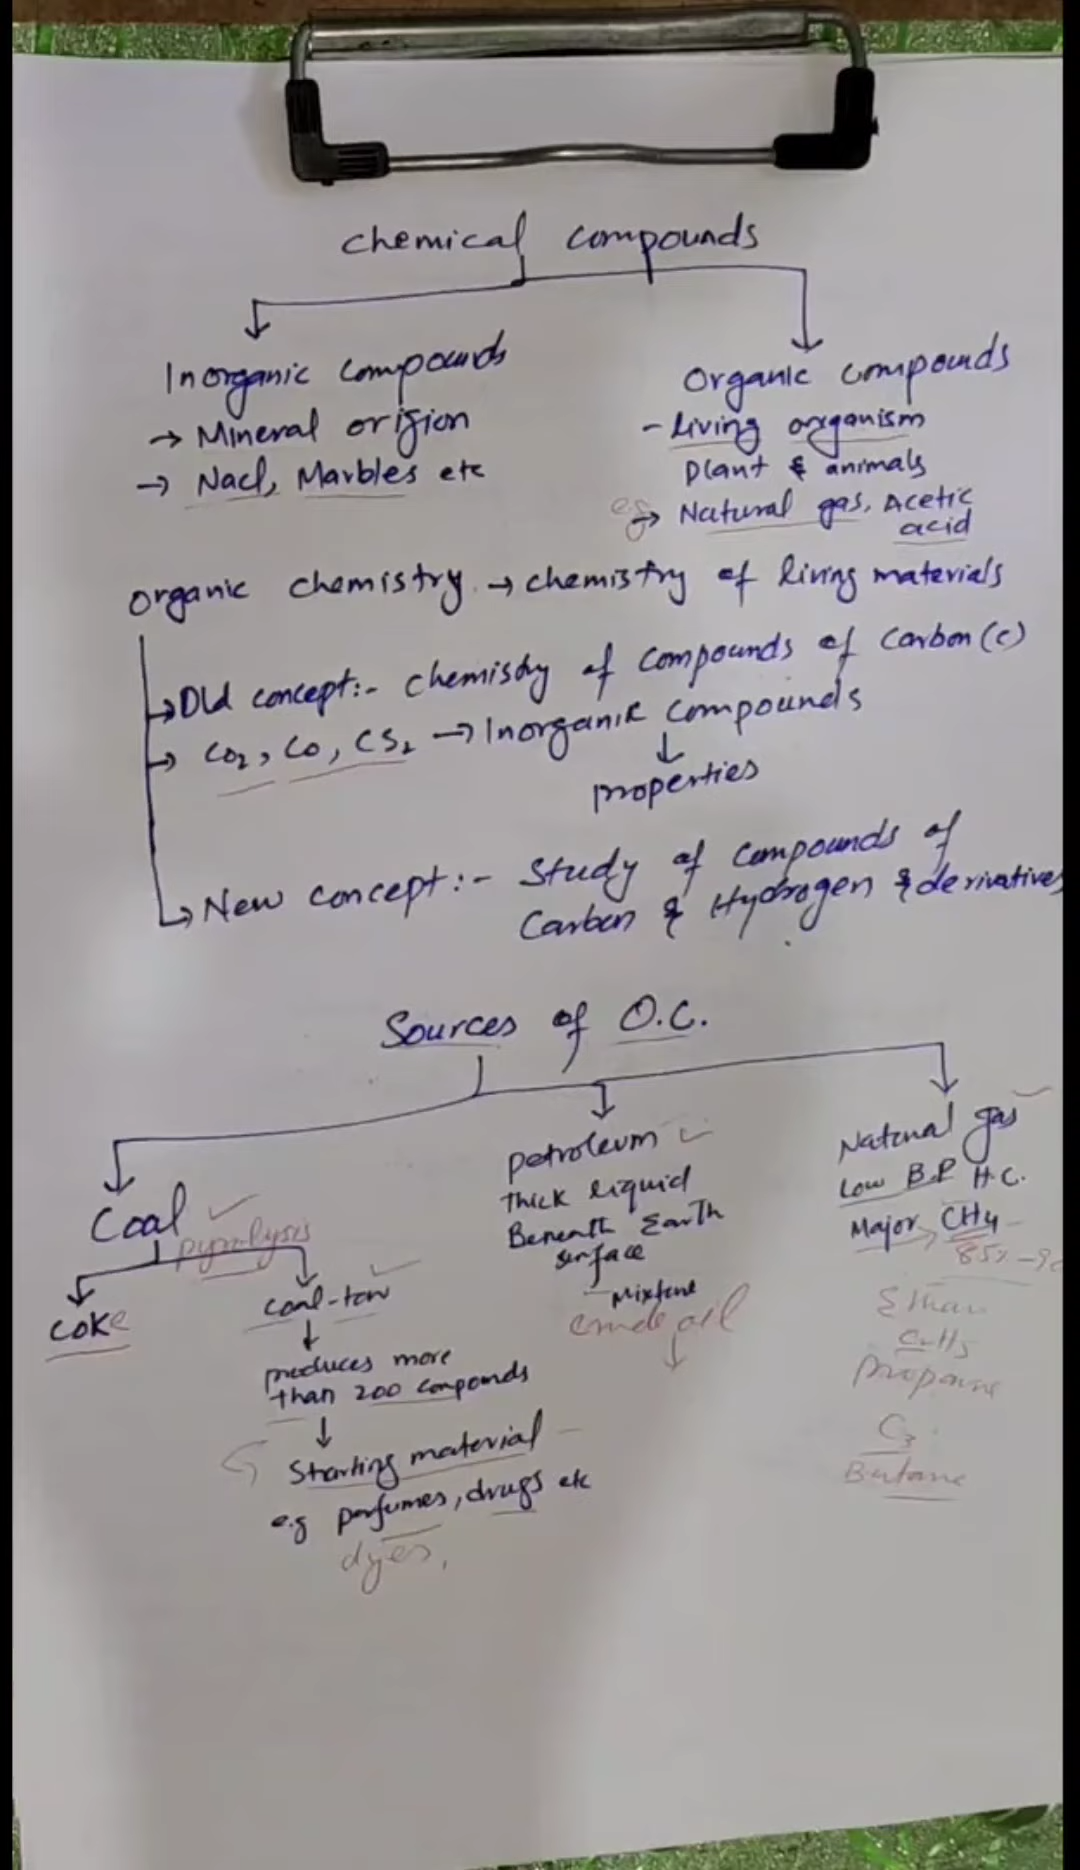 chemical compounds
Inorganic compounds
→ Mineral origion
→ Nacl, Marbles etc
Organic compounds
- Living organism
plant & animals
e.g → Natural gas, Acetic
acid
organic chemistry → chemistry of living materials
→ Old concept:- chemistry of compounds of carbon (c)
→ CO₂, CO, CS₂ → Inorganic compounds
↓
properties
→ New concept:- Study of compounds of
Carbon & Hydrogen & derivatives
Sources of O.C.
Coal
pyrolysis
coke
coal-tar
↓
produces more
than 200 compounds
↓
Starting material
e.g perfumes, drugs etc
dyes,
petroleum
thick liquid
Beneath Earth
surface
- Mixture
crude oil
↓
Natural gas
Low B.P H.C.
Major → CH4
85% -9
Ethan
Propane
C3
Butane